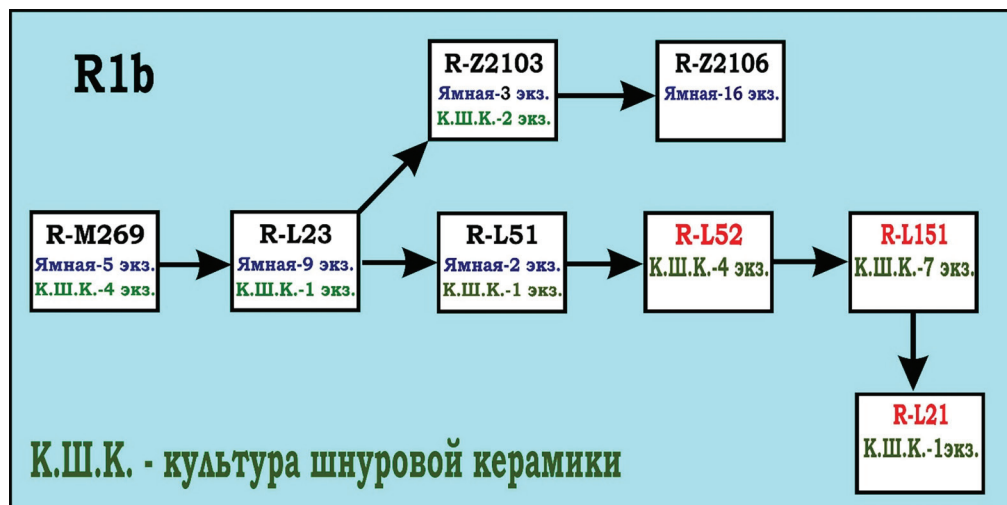 R1b
R-Z2103
Ямная-3 экз.
К.Ш.К.-2 экз.
R-Z2106
Ямная-16 экз.
R-M269
Ямная-5 экз.
К.Ш.К.-4 экз.
R-L23
Ямная-9 экз.
К.Ш.К.-1 экз.
R-L51
Ямная-2 экз.
К.Ш.К.-1 экз.
R-L52
К.Ш.К.-4 экз.
R-L151
К.Ш.К.-7 экз.
R-L21
К.Ш.К.-1экз.
К.Ш.К. - культура шнуровой керамики